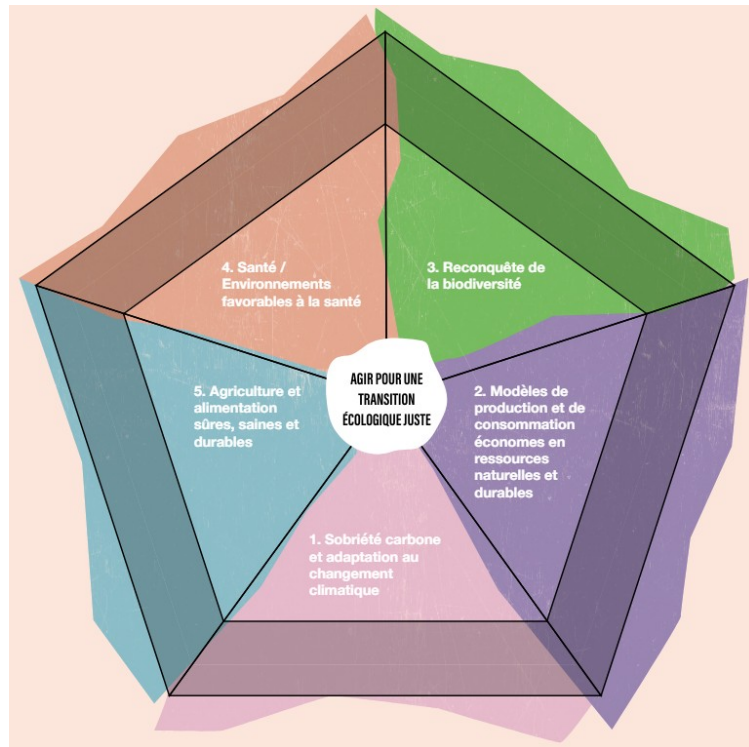 4. Santé /
Environnements
favorables à la santé
3. Reconquête de
la biodiversité
AGIR POUR UNE
TRANSITION
ÉCOLOGIQUE JUSTE
5. Agriculture et
alimentation
sûres, saines et
durables
2. Modèles de
production et de
consommation
économes en
ressources
naturelles et
durables
1. Sobriété carbone
et adaptation au
changement
climatique